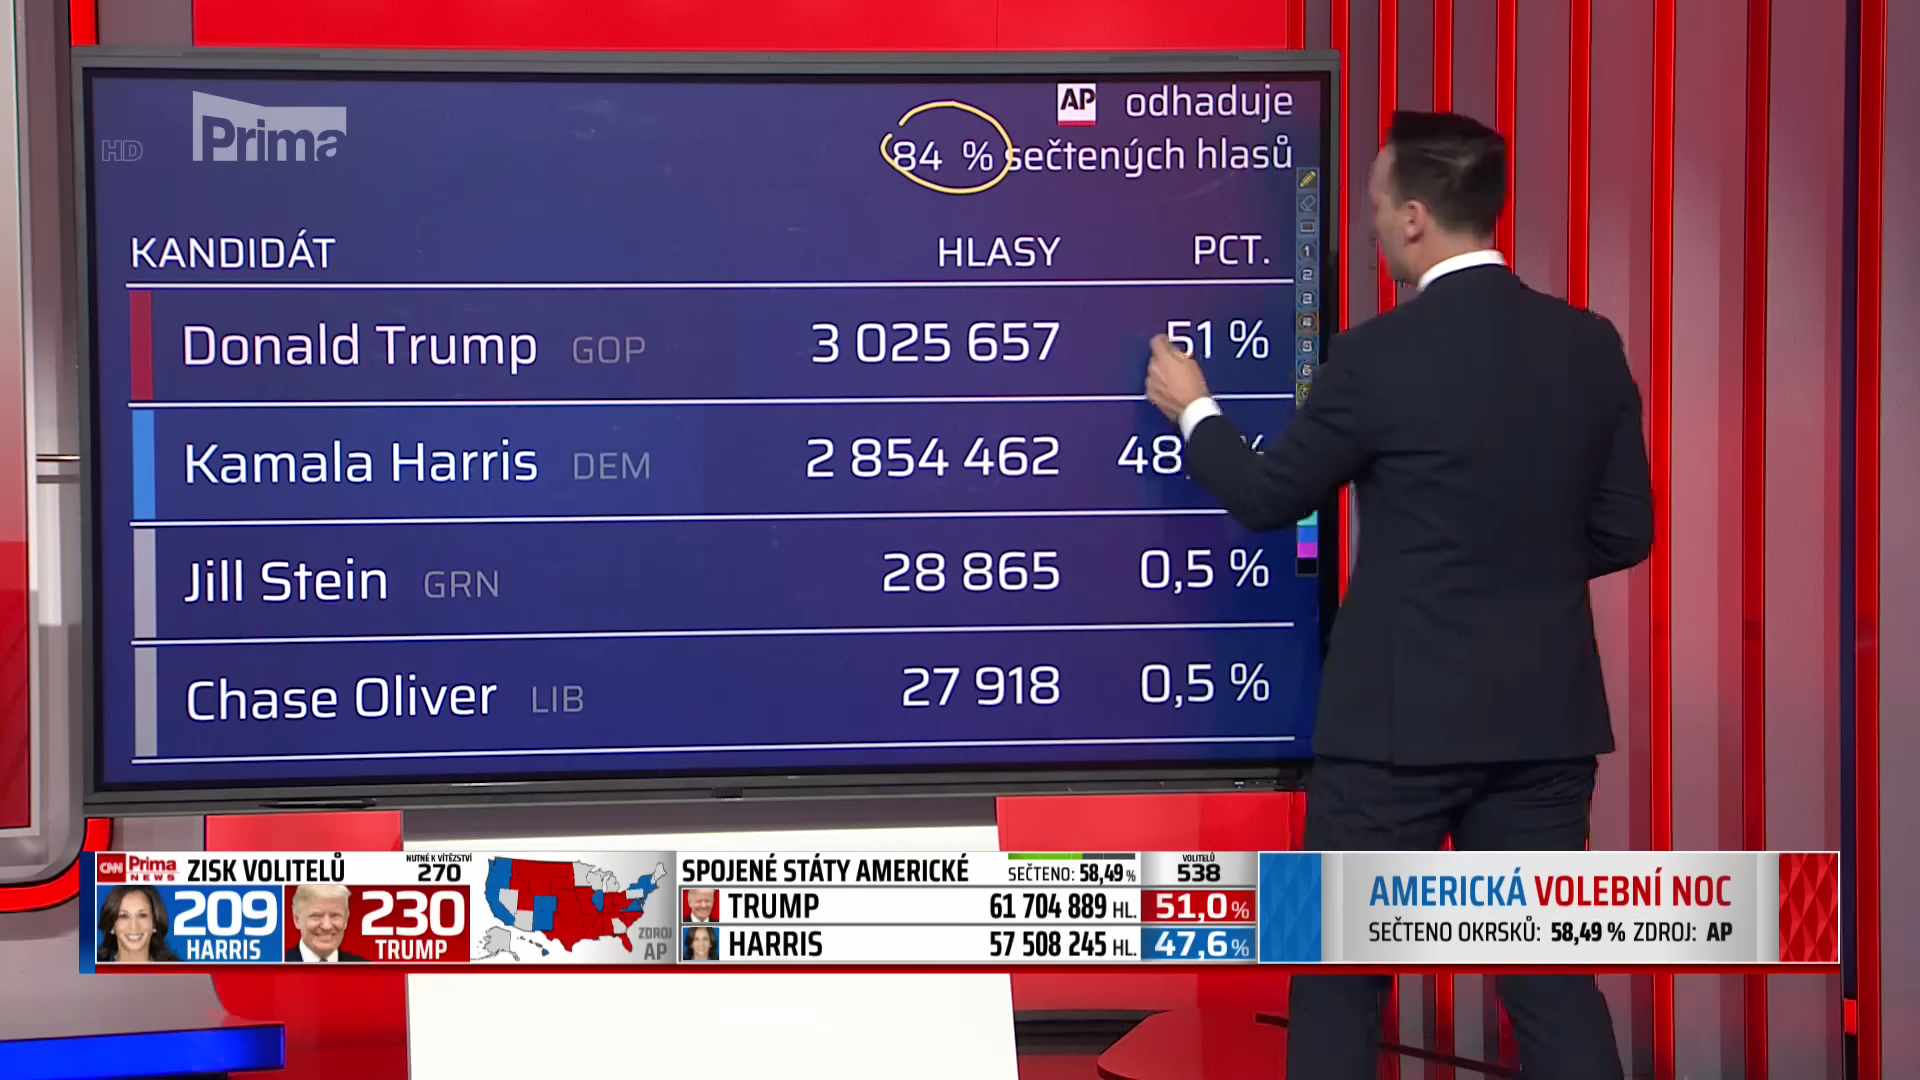 HD
Prima
AP odhaduje
84 % sečtených hlasů
KANDIDÁT HLASY PCT.
Donald Trump GOP 3 025 657 51 %
Kamala Harris DEM 2 854 462 48, %
Jill Stein GRN 28 865 0,5 %
Chase Oliver LIB 27 918 0,5 %
CNN Prima NEWS
ZISK VOLITELŮ
NUTNÉ K VÍTĚZSTVÍ
270
209
HARRIS
230
TRUMP
ZDROJ
AP
SPOJENÉ STÁTY AMERICKÉ
SEČTENO: 58,49 %
VOLITELŮ
538
TRUMP 61 704 889 HL. 51,0 %
HARRIS 57 508 245 HL. 47,6 %
AMERICKÁ VOLEBNÍ NOC
SEČTENO OKRSKŮ: 58,49 % ZDROJ: AP